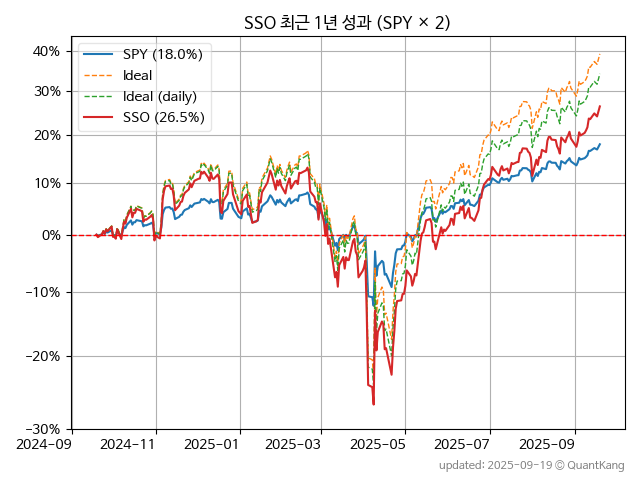 SSO 최근 1년 성과 (SPY × 2)
40%
30%
20%
10%
0%
−10%
−20%
−30%
SPY (18.0%)
Ideal
Ideal (daily)
SSO (26.5%)
2024-09 2024-11 2025-01 2025-03 2025-05 2025-07 2025-09
updated: 2025-09-19 © QuantKang